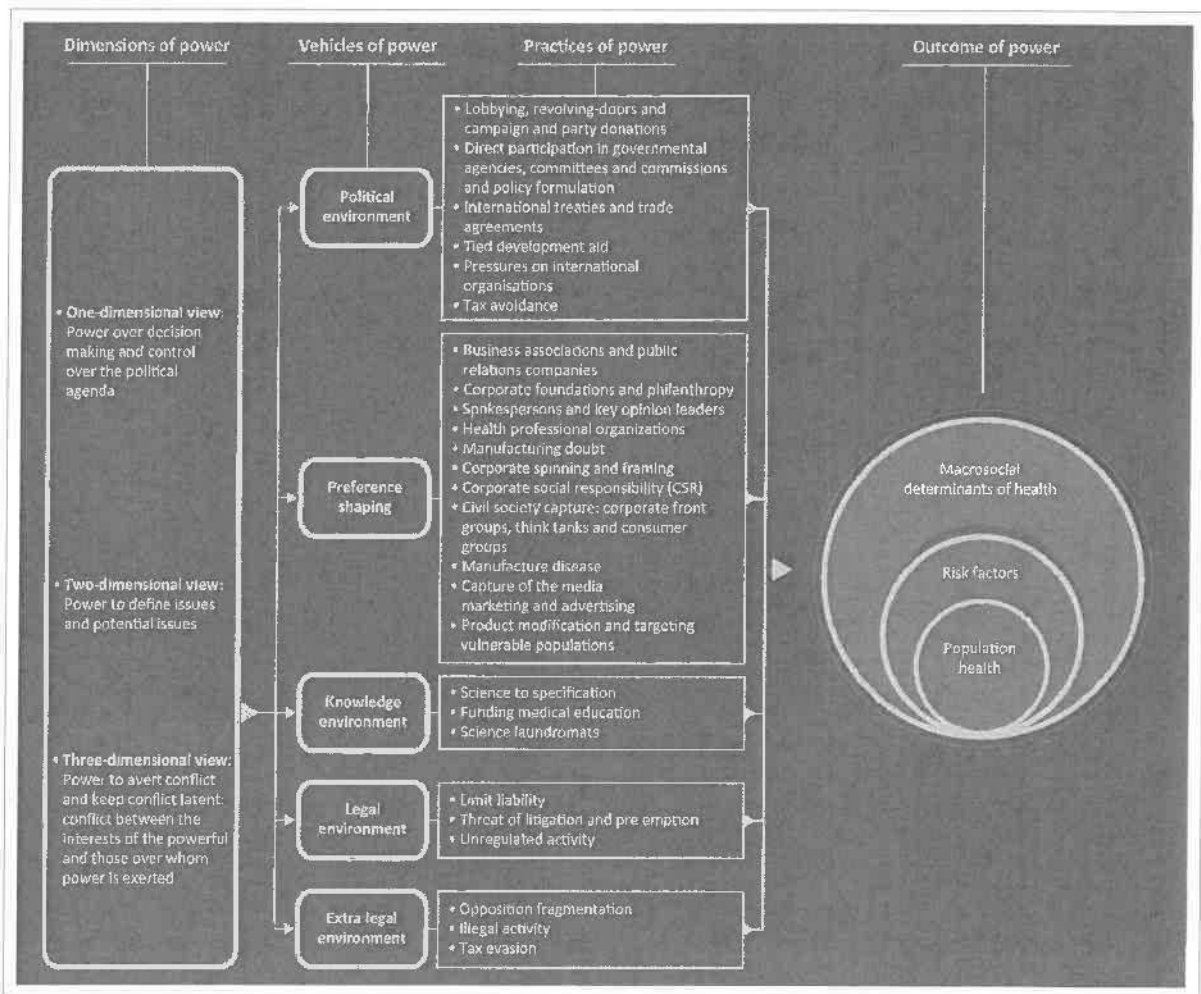 Dimensions of power
Vehicles of power
Practices of power
Outcome of power
• One-dimensional view:
Power over decision
making and control
over the political
agenda
• Two-dimensional view:
Power to define issues
and potential issues
• Three-dimensional view:
Power to avert conflict
and keep conflict latent:
conflict between the
interests of the powerful
and those over whom
power is exerted
Political
environment
• Lobbying, revolving-doors and
campaign and party donations
• Direct participation in governmental
agencies, committees and commissions
and policy formulation
• International treaties and trade
agreements
• Tied development aid
• Pressures on international
organisations
• Tax avoidance
Preference
shaping
• Business associations and public
relations companies
• Corporate foundations and philanthropy
• Spokespersons and key opinion leaders
• Health professional organizations
• Manufacturing doubt
• Corporate spinning and framing
• Corporate social responsibility (CSR)
• Civil society capture: corporate front
groups, think tanks and consumer
groups
• Manufacture disease
• Capture of the media
marketing and advertising
• Product modification and targeting
vulnerable populations
Knowledge
environment
• Science to specification
• Funding medical education
• Science laundromats
Legal
environment
• Limit liability
• Threat of litigation and pre emption
• Unregulated activity
Extra legal
environment
• Opposition fragmentation
• Illegal activity
• Tax evasion
Macrosocial
determinants of health
Risk factors
Population
health